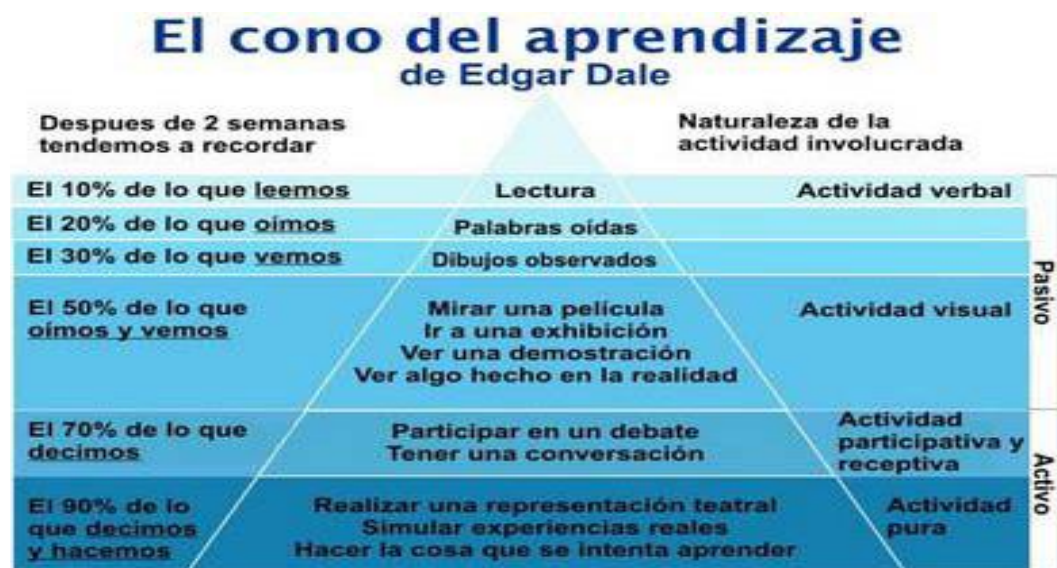 El cono del aprendizaje
de Edgar Dale
Despues de 2 semanas
tendemos a recordar
Naturaleza de la
actividad involucrada
El 10% de lo que leemos
Lectura
Actividad verbal
El 20% de lo que oimos
Palabras oídas
El 30% de lo que vemos
Dibujos observados
El 50% de lo que
oímos y vemos
Mirar una película
Ir a una exhibición
Ver una demostración
Ver algo hecho en la realidad
Actividad visual
Pasivo
El 70% de lo que
decimos
Participar en un debate
Tener una conversación
Actividad
participativa y
receptiva
El 90% de lo
que decimos
y hacemos
Realizar una representación teatral
Simular experiencias reales
Hacer la cosa que se intenta aprender
Actividad
pura
Activo